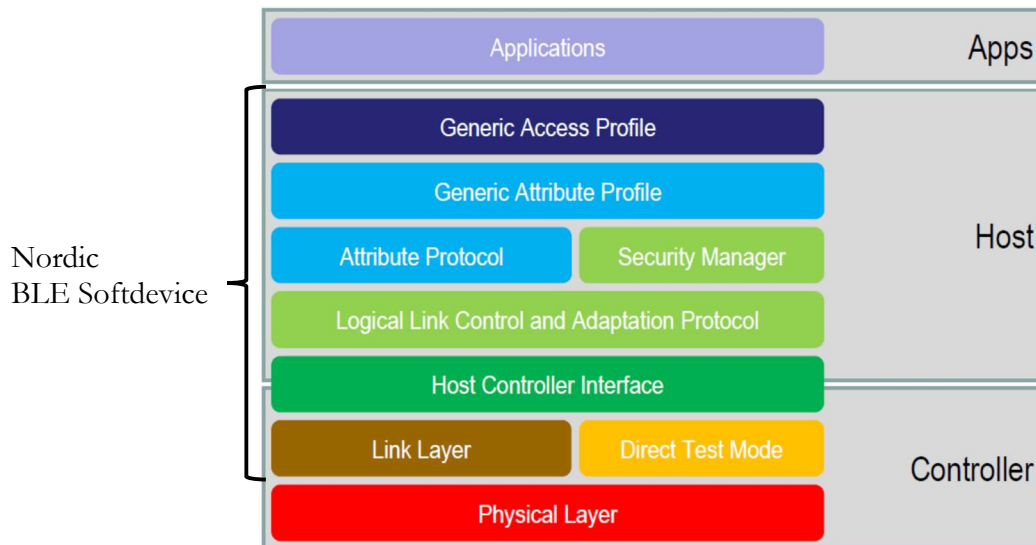 Applications
Apps
Generic Access Profile
Generic Attribute Profile
Attribute Protocol
Security Manager
Host
Nordic
BLE Softdevice
Logical Link Control and Adaptation Protocol
Host Controller Interface
Link Layer
Direct Test Mode
Controller
Physical Layer